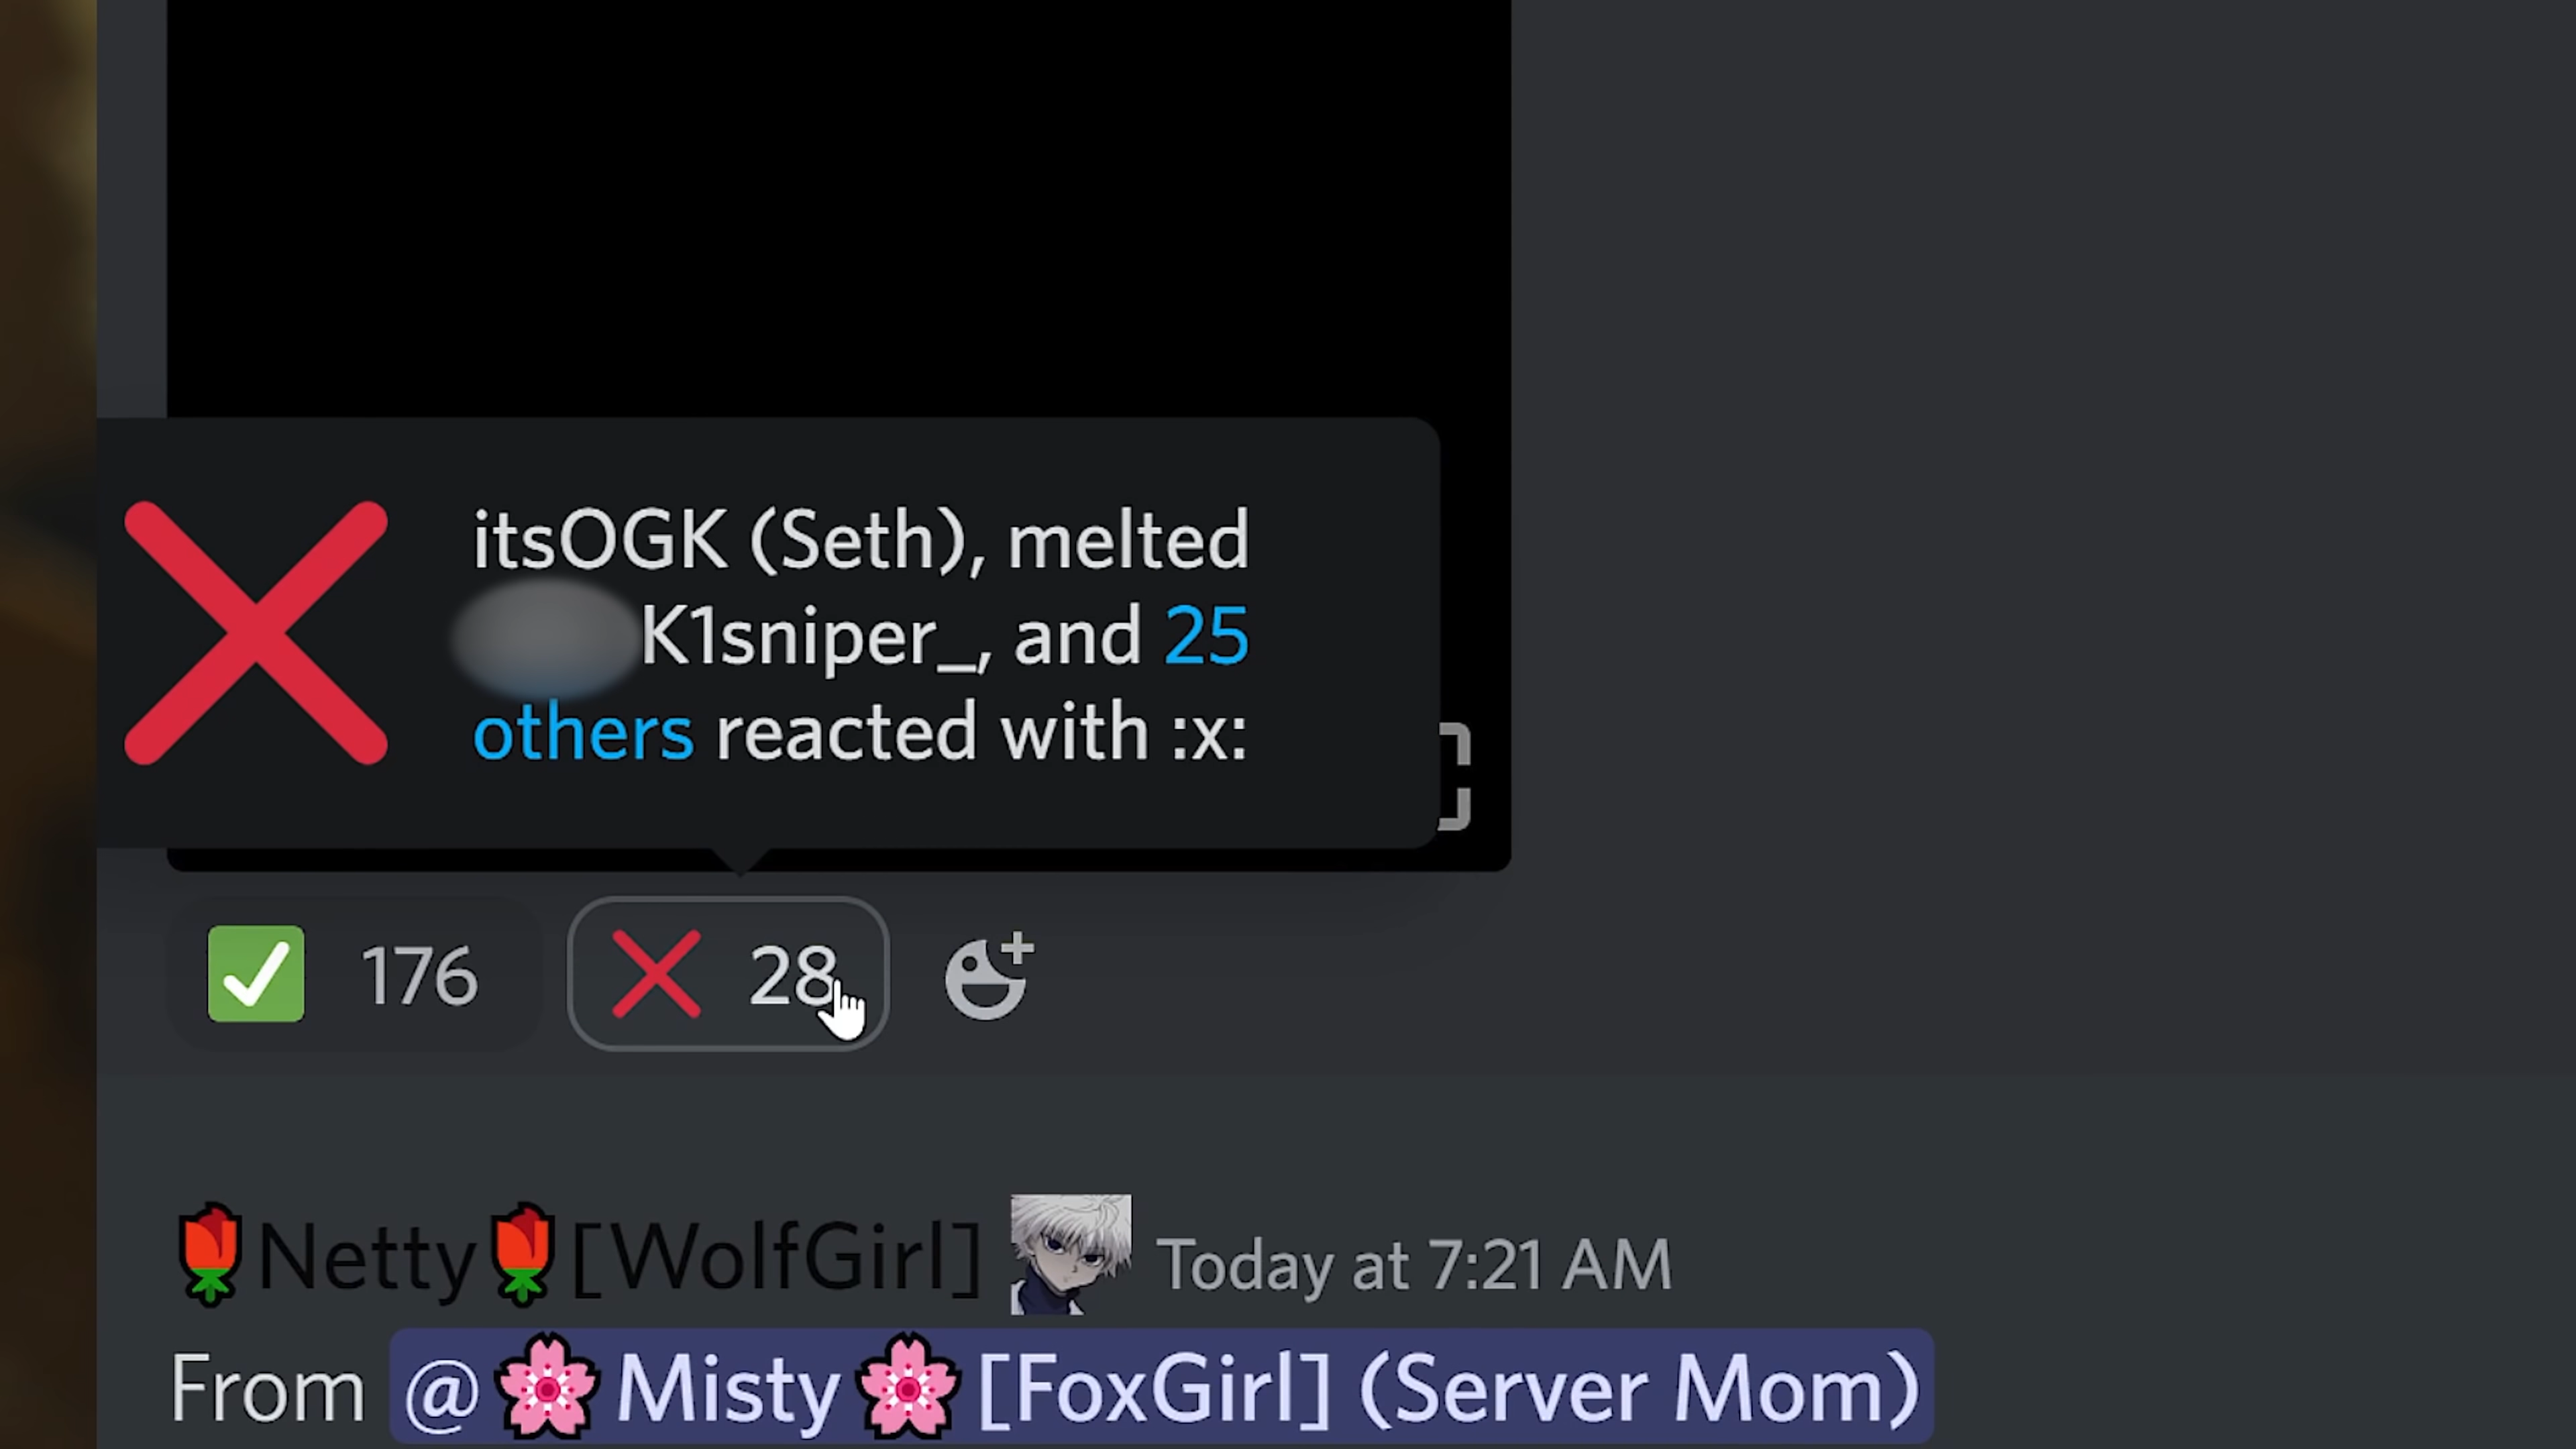 itsOGK (Seth), melted
K1sniper_, and 25
others reacted with :x:
176
28
Netty [WolfGirl] Today at 7:21 AM
From @🌸Misty🌸[FoxGirl] (Server Mom)